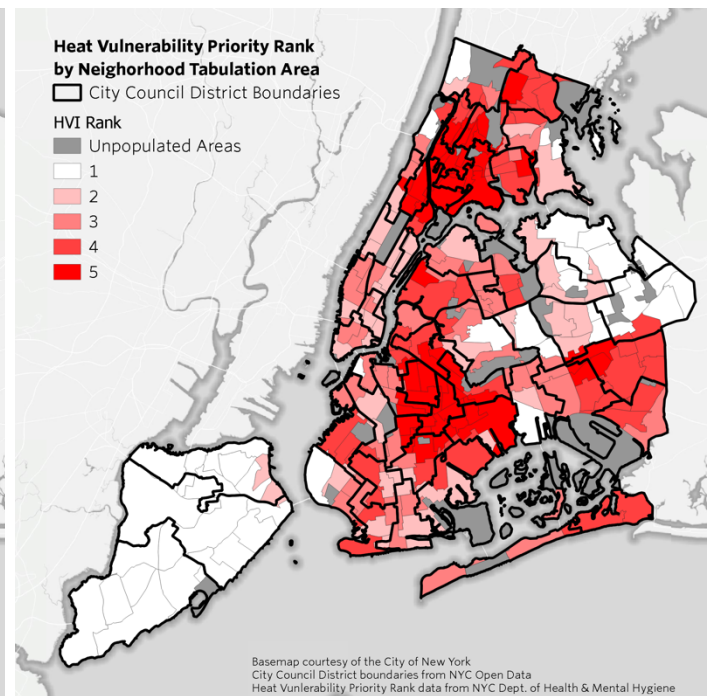 Heat Vulnerability Priority Rank
by Neighorhood Tabulation Area
City Council District Boundaries
HVI Rank
Unpopulated Areas
1
2
3
4
5
Basemap courtesy of the City of New York
City Council District boundaries from NYC Open Data
Heat Vunlerability Priority Rank data from NYC Dept. of Health & Mental Hygiene